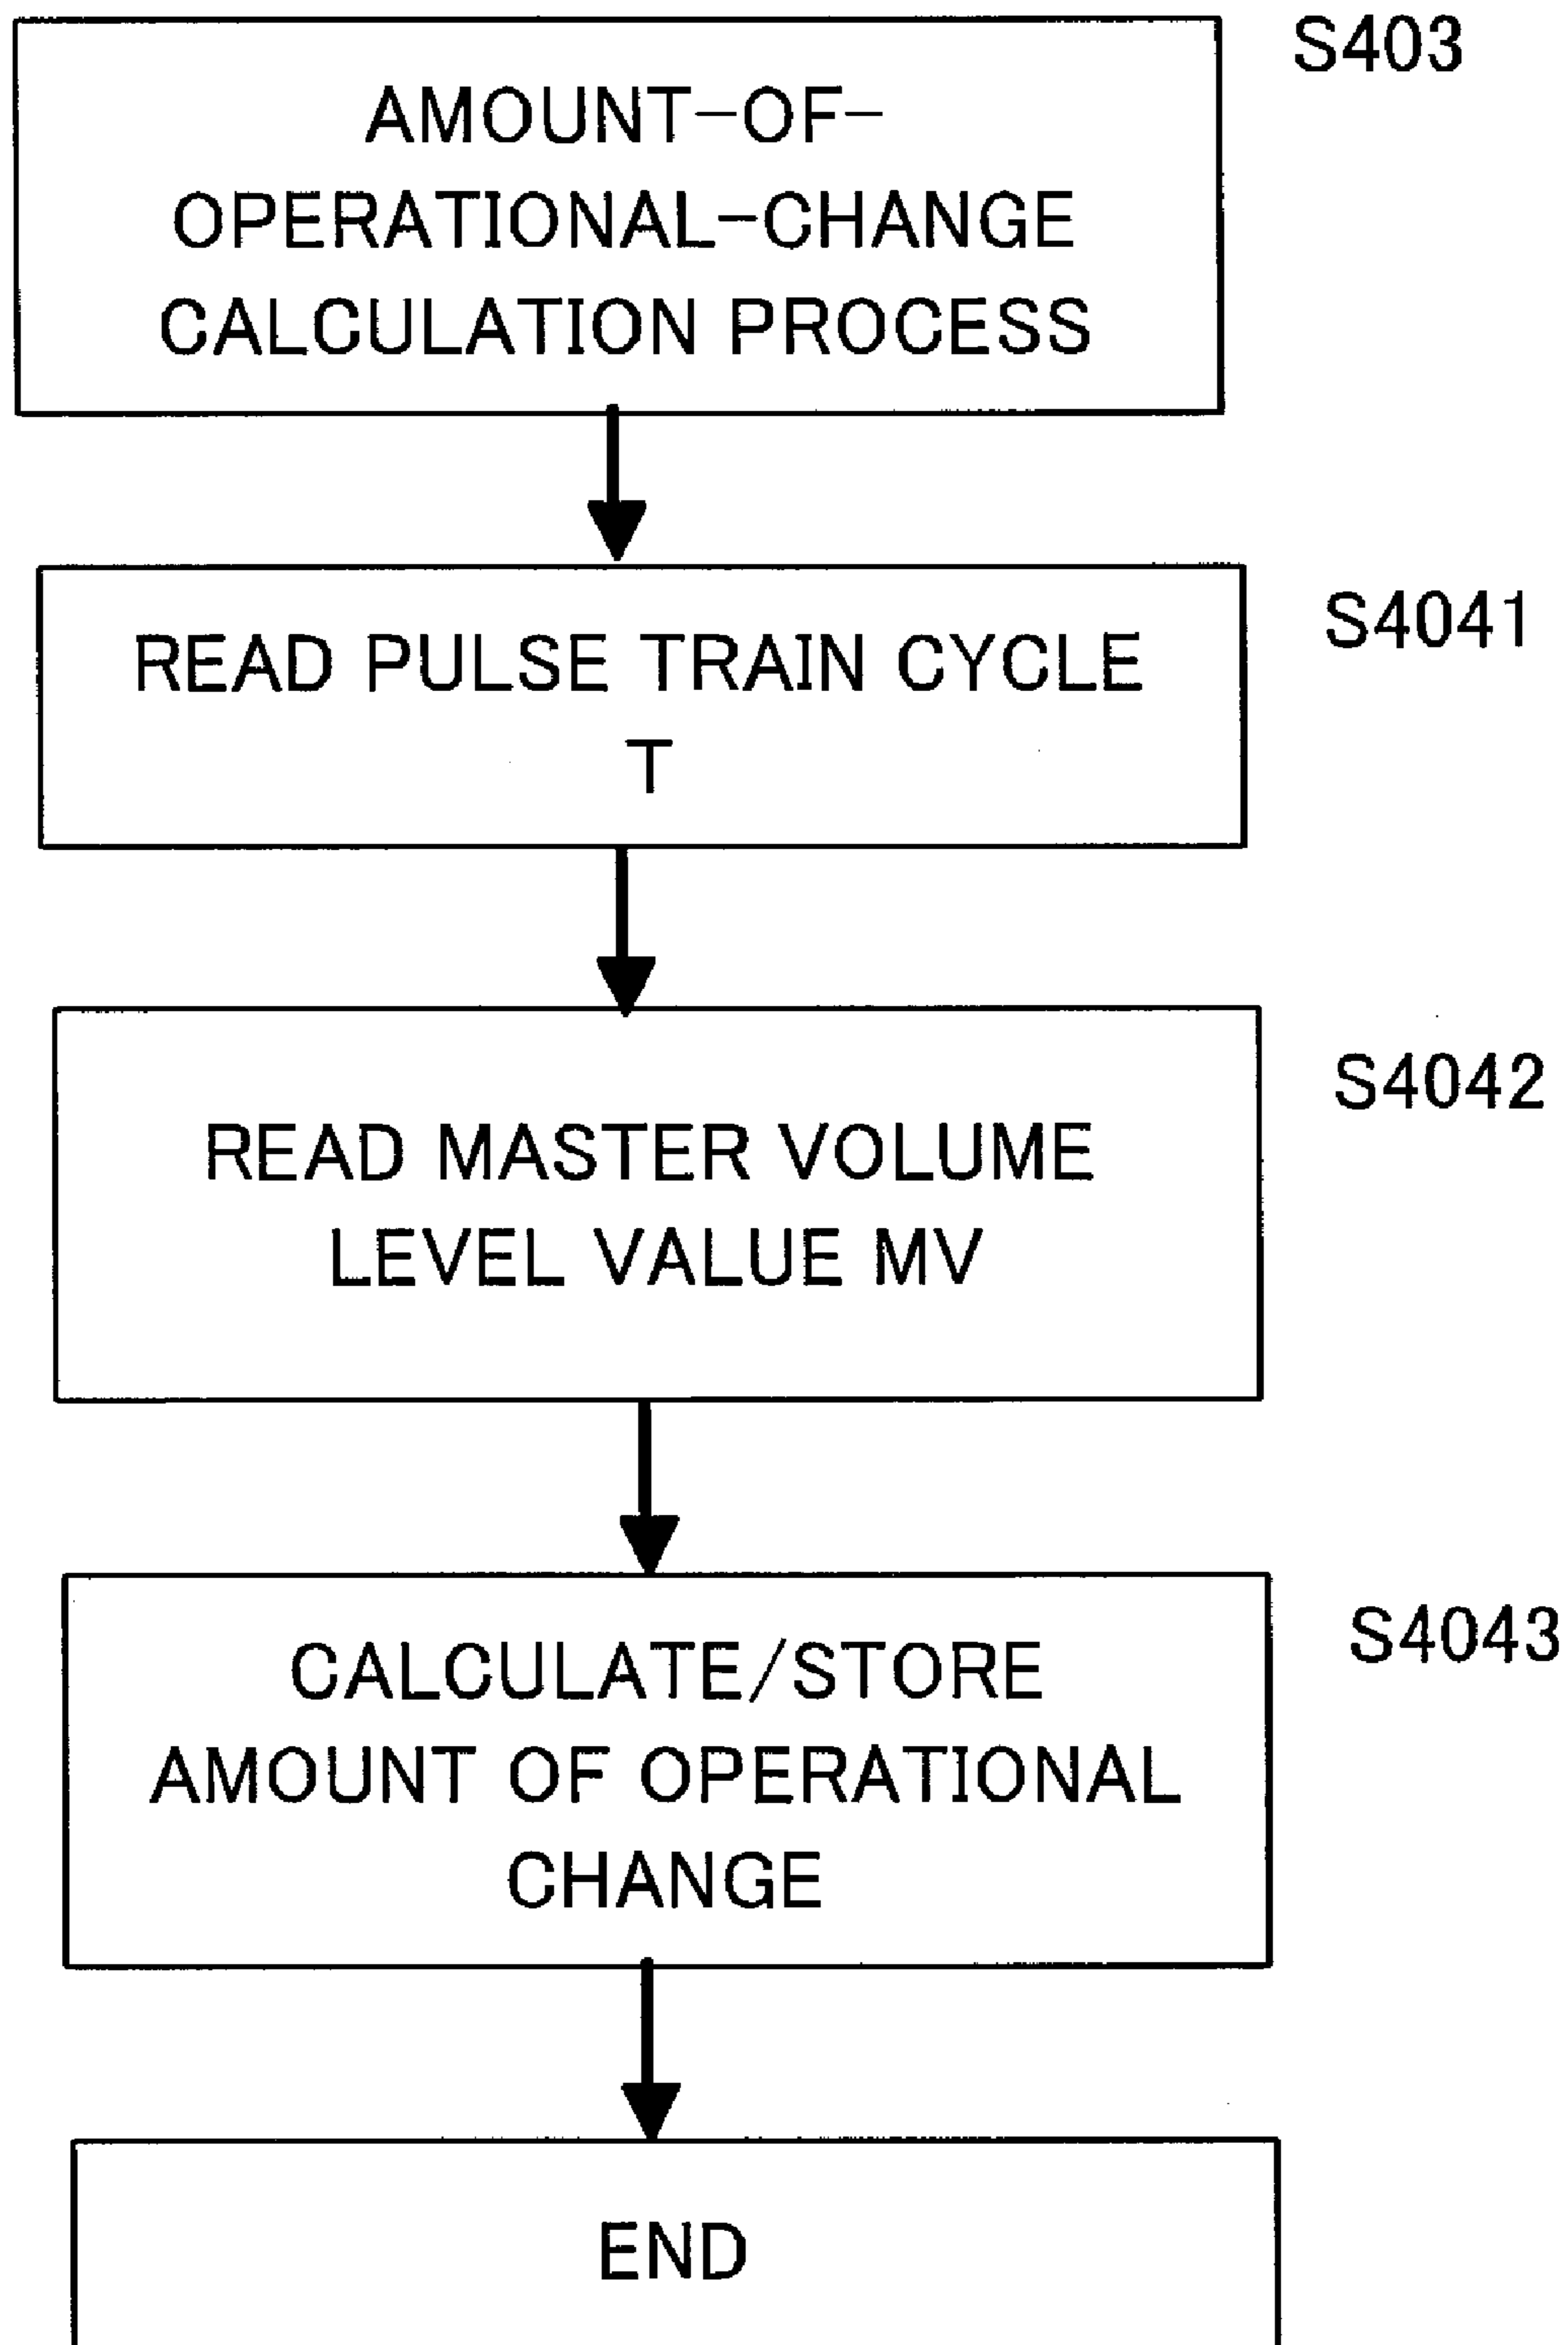 S403
AMOUNT-OF-
OPERATIONAL-CHANGE
CALCULATION PROCESS
S4041
READ PULSE TRAIN CYCLE
T
S4042
READ MASTER VOLUME
LEVEL VALUE MV
S4043
CALCULATE/STORE
AMOUNT OF OPERATIONAL
CHANGE
END